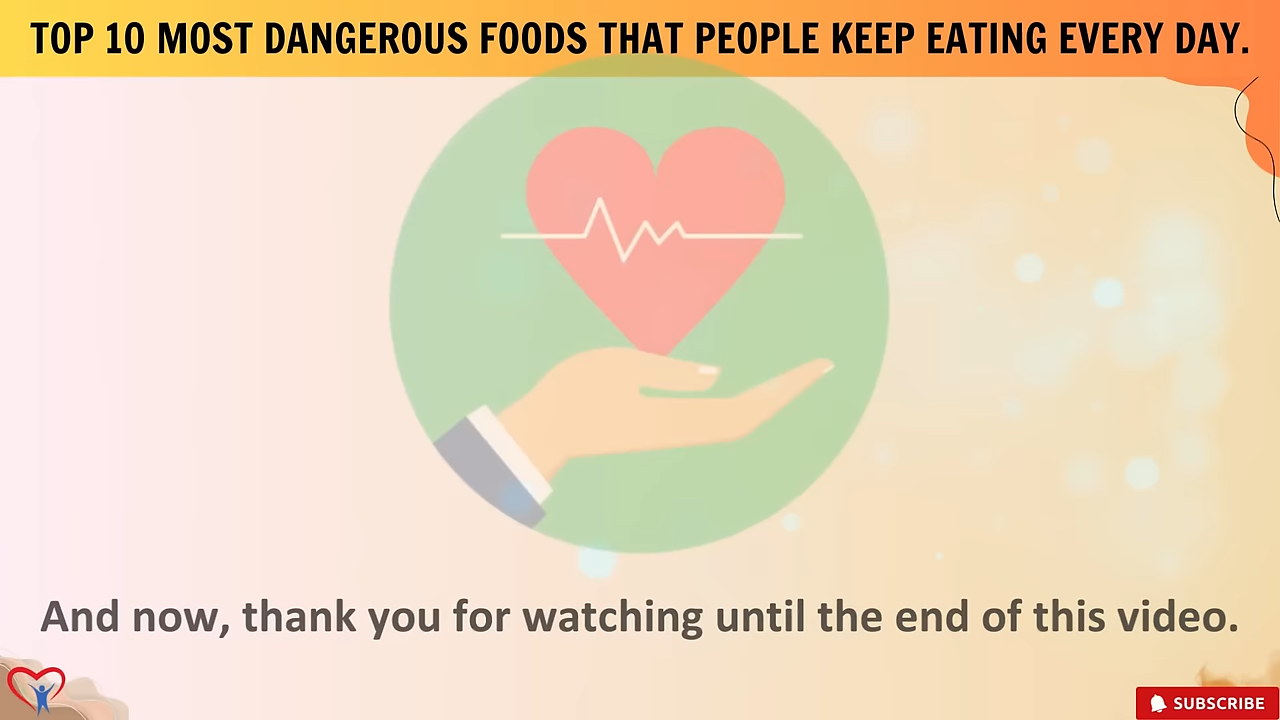 TOP 10 MOST DANGEROUS FOODS THAT PEOPLE KEEP EATING EVERY DAY.
And now, thank you for watching until the end of this video.
SUBSCRIBE